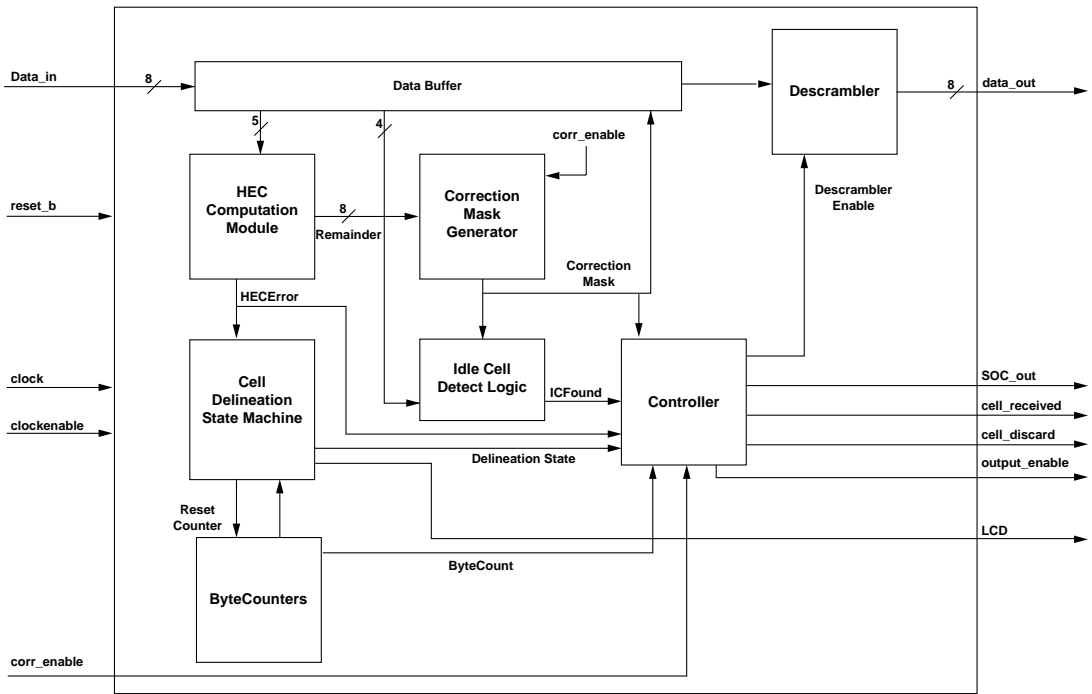 Data_in
8
Data Buffer
Descrambler
8
data_out
5
4
corr_enable
HEC
Computation
Module
8
Remainder
Correction
Mask
Generator
Descrambler
Enable
reset_b
Correction
Mask
HECError
Cell
Delineation
State Machine
Idle Cell
Detect Logic
ICFound
Controller
clock
clockenable
SOC_out
cell_received
cell_discard
output_enable
Delineation State
Reset
Counter
LCD
ByteCount
ByteCounters
corr_enable